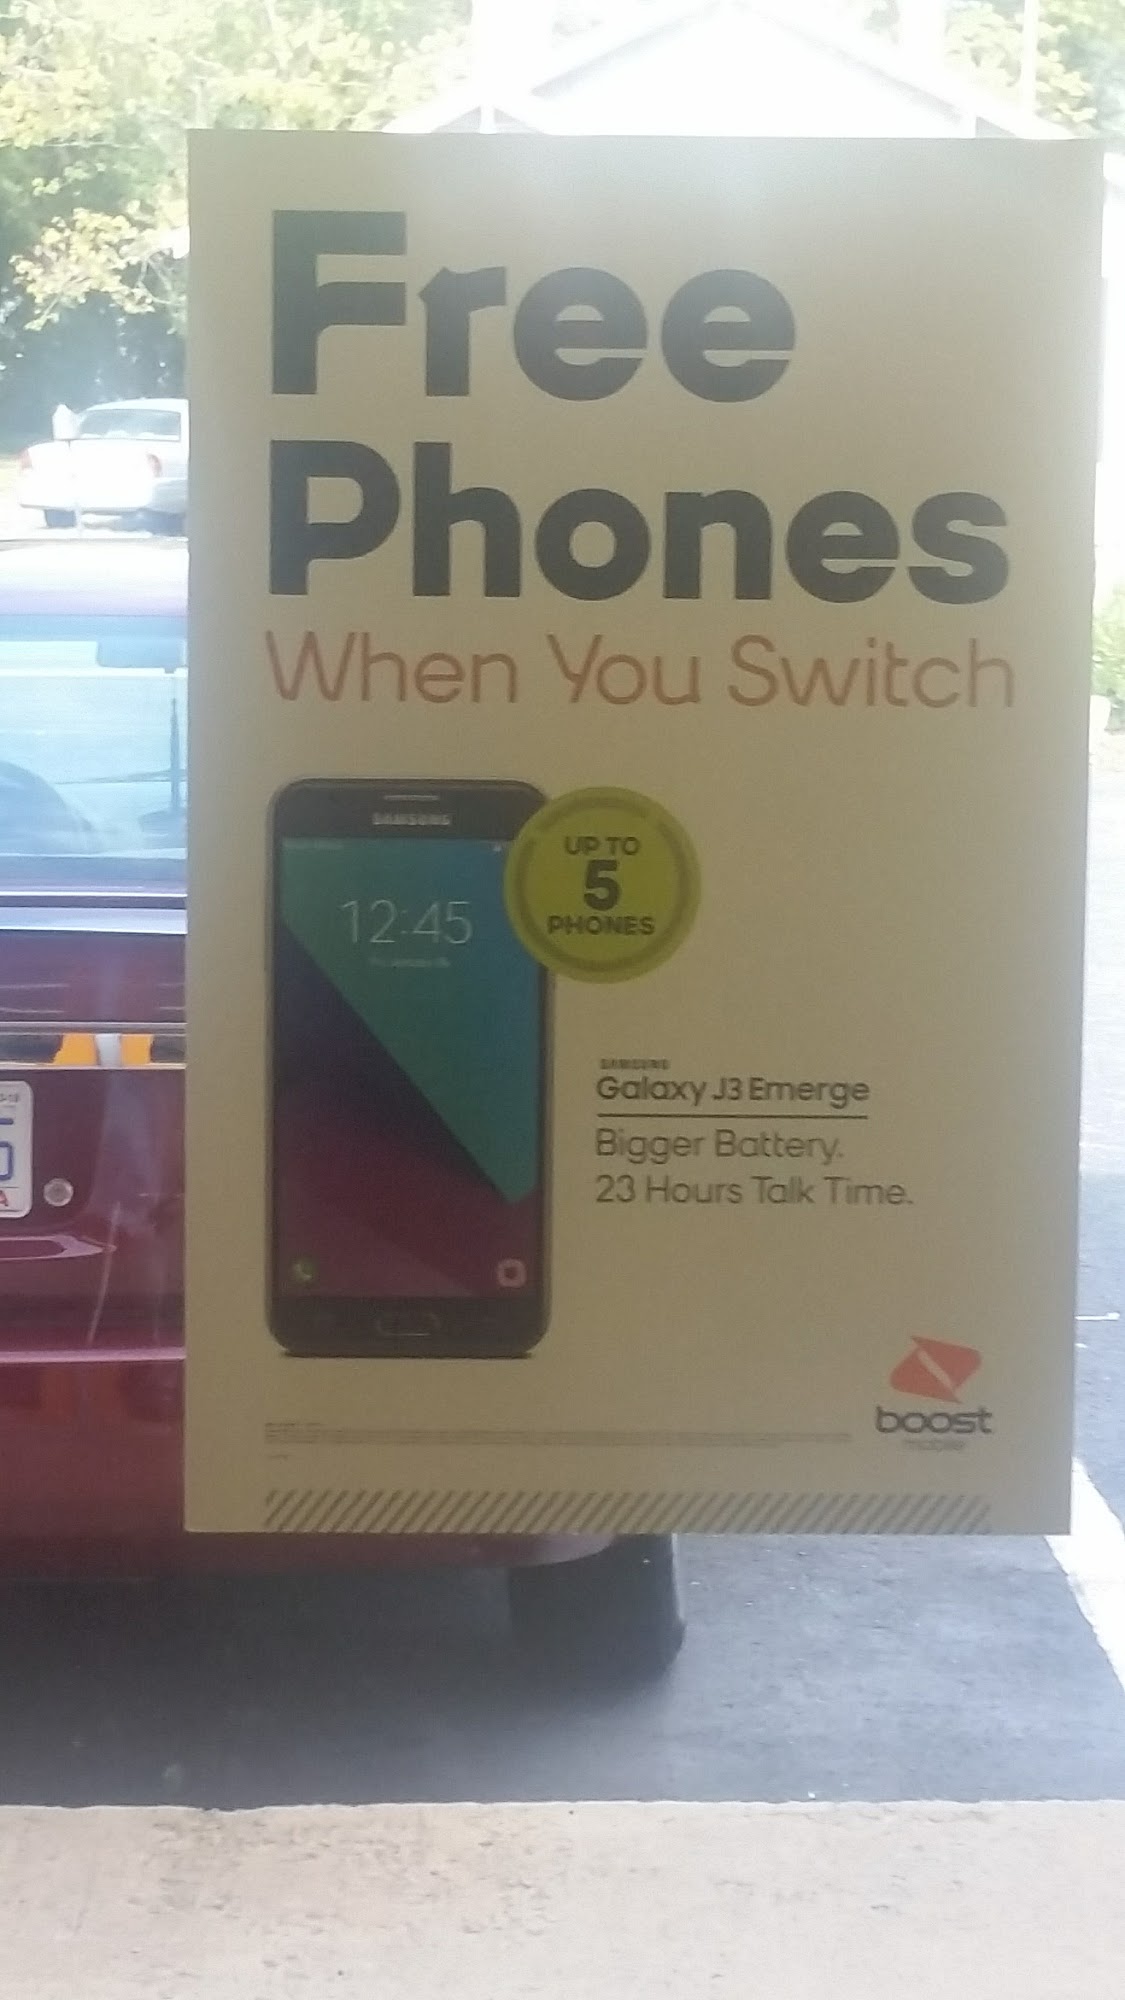 Free
Phones
When You Switch
SAMSUNG
12:45
UP TO
5
PHONES
SAMSUNG
Galaxy J3 Emerge
Bigger Battery.
23 Hours Talk Time.
boost
mobile